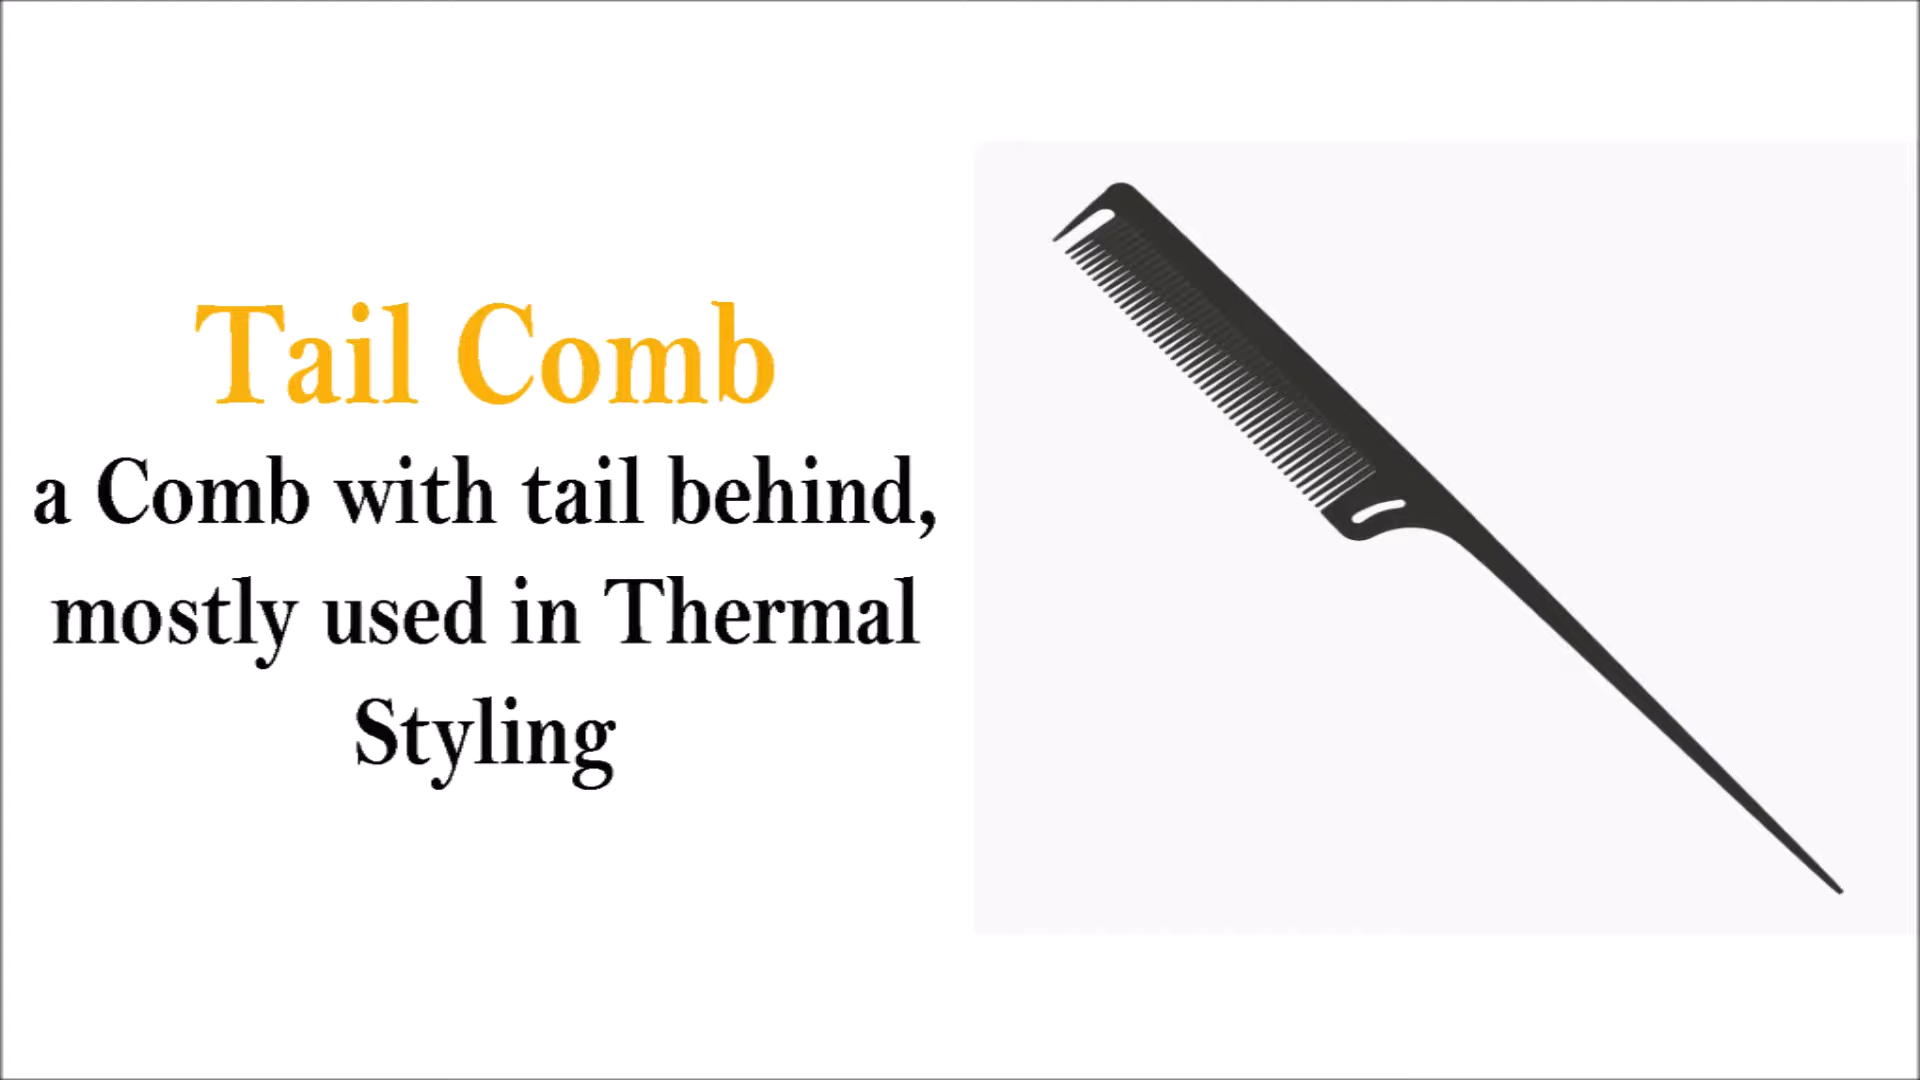 Tail Comb
a Comb with tail behind,
mostly used in Thermal
Styling